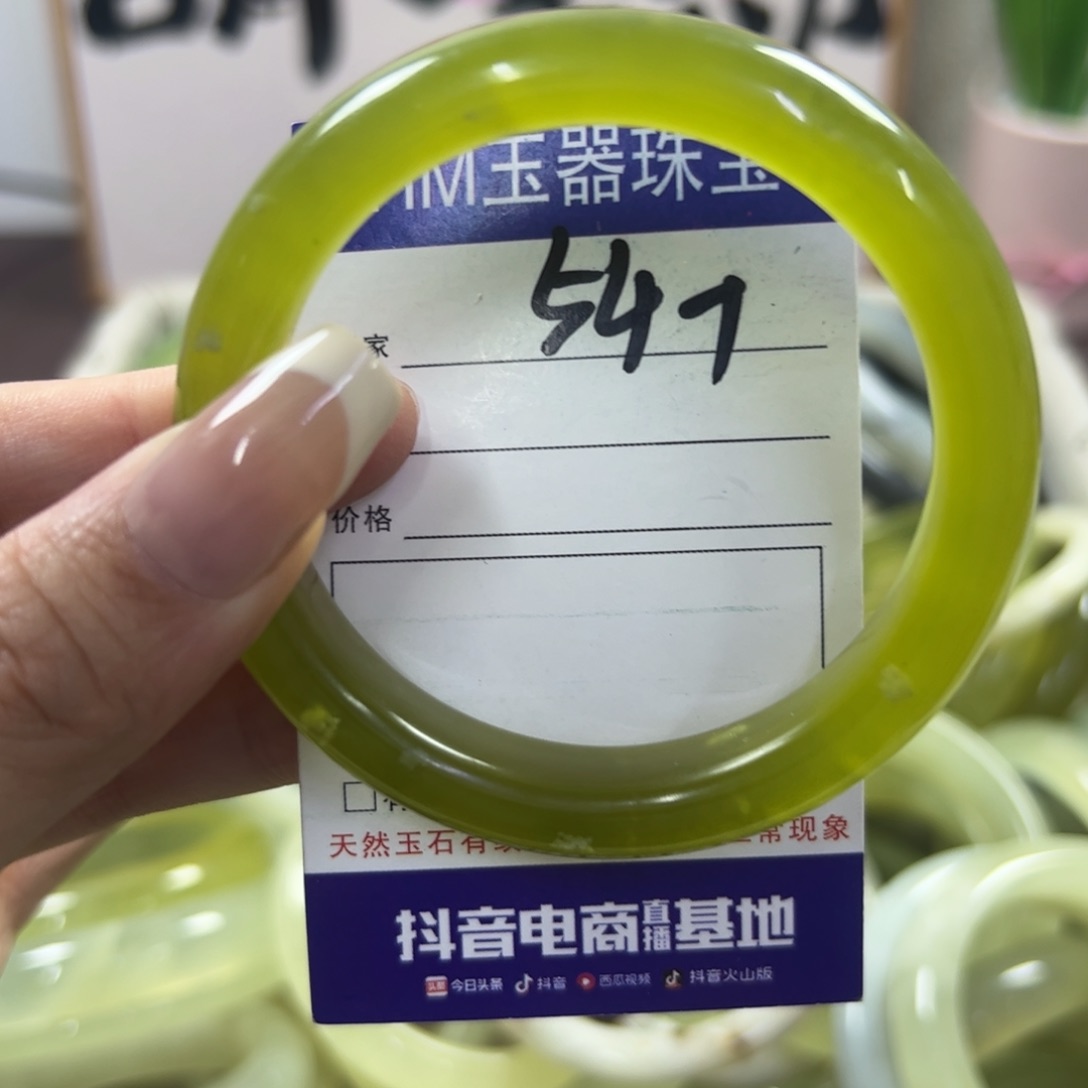 玉器珠宝
547
家
价格
天然玉石有 常现象
抖音电商直播基地
头条 今日头条 抖音 西瓜视频 抖音火山版